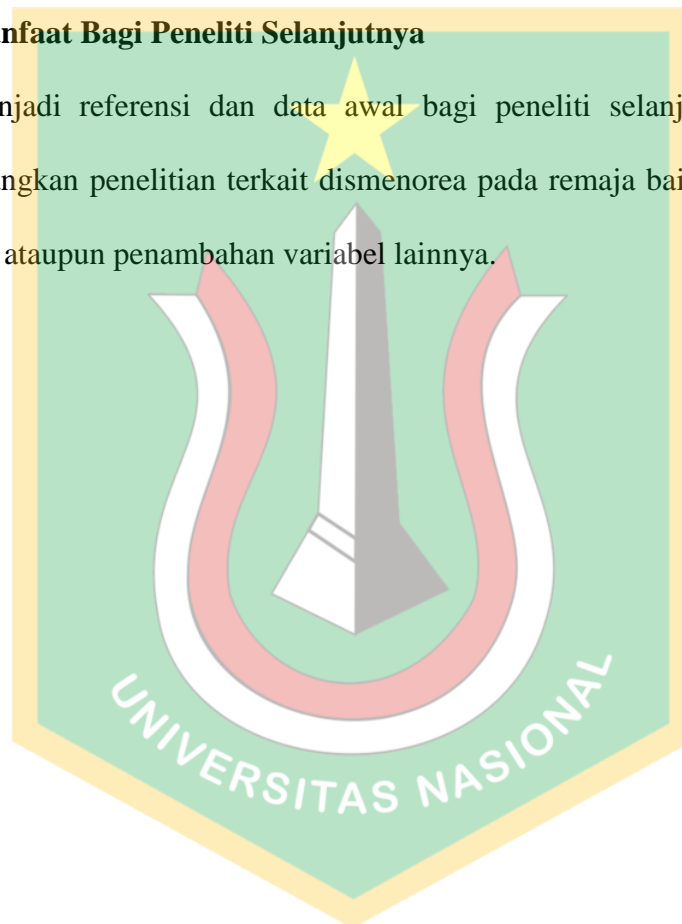 nfaat Bagi Peneliti Selanjutnya
njadi referensi dan data awal bagi peneliti selanj
angkan penelitian terkait dismenorea pada remaja bai
ataupun penambahan variabel lainnya.
UNIVERSITAS NASIONAL